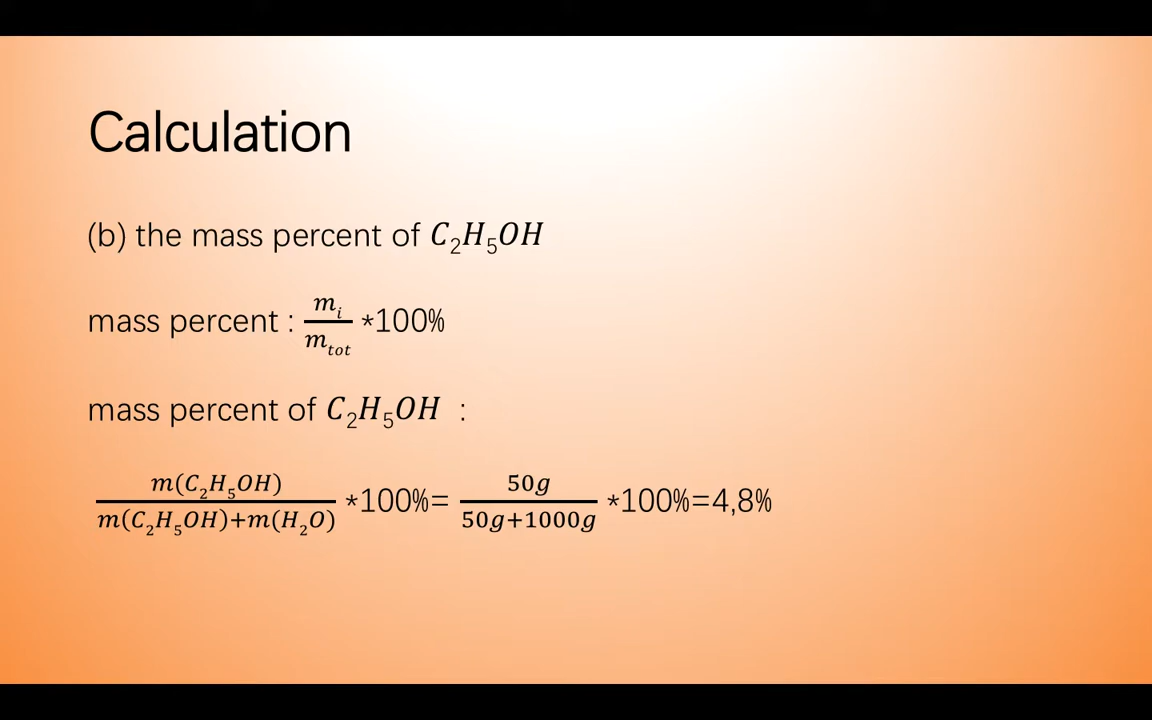 Calculation
(b) the mass percent of C₂H₅OH
mass percent : mᵢ/mₜₒₜ *100%
mass percent of C₂H₅OH :
m(C₂H₅OH)/m(C₂H₅OH)+m(H₂O) *100%= 50g/50g+1000g *100%=4,8%